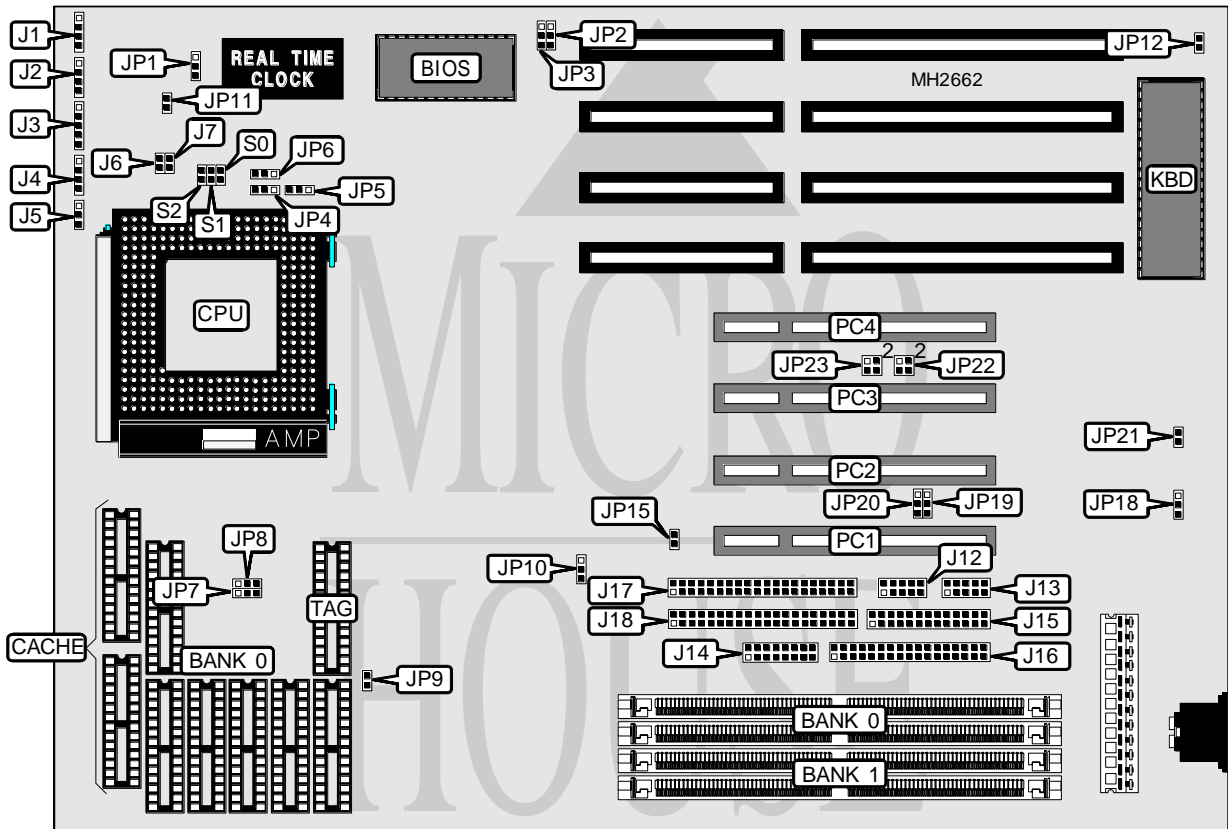 J1
J2
J3
J4
J5
JP1
REAL TIME
CLOCK
JP11
J6
J7
S2
S1
S0
JP6
JP4
JP5
BIOS
JP2
JP3
JP12
MH2662
KBD
CPU
AMP
PC4
JP23
2
2
JP22
PC3
PC2
JP20
JP19
PC1
JP21
JP18
JP15
JP10
JP8
JP7
TAG
CACHE
BANK 0
JP9
J17
J12
J13
J18
J15
J14
J16
BANK 0
BANK 1
MICRO
HOUSE